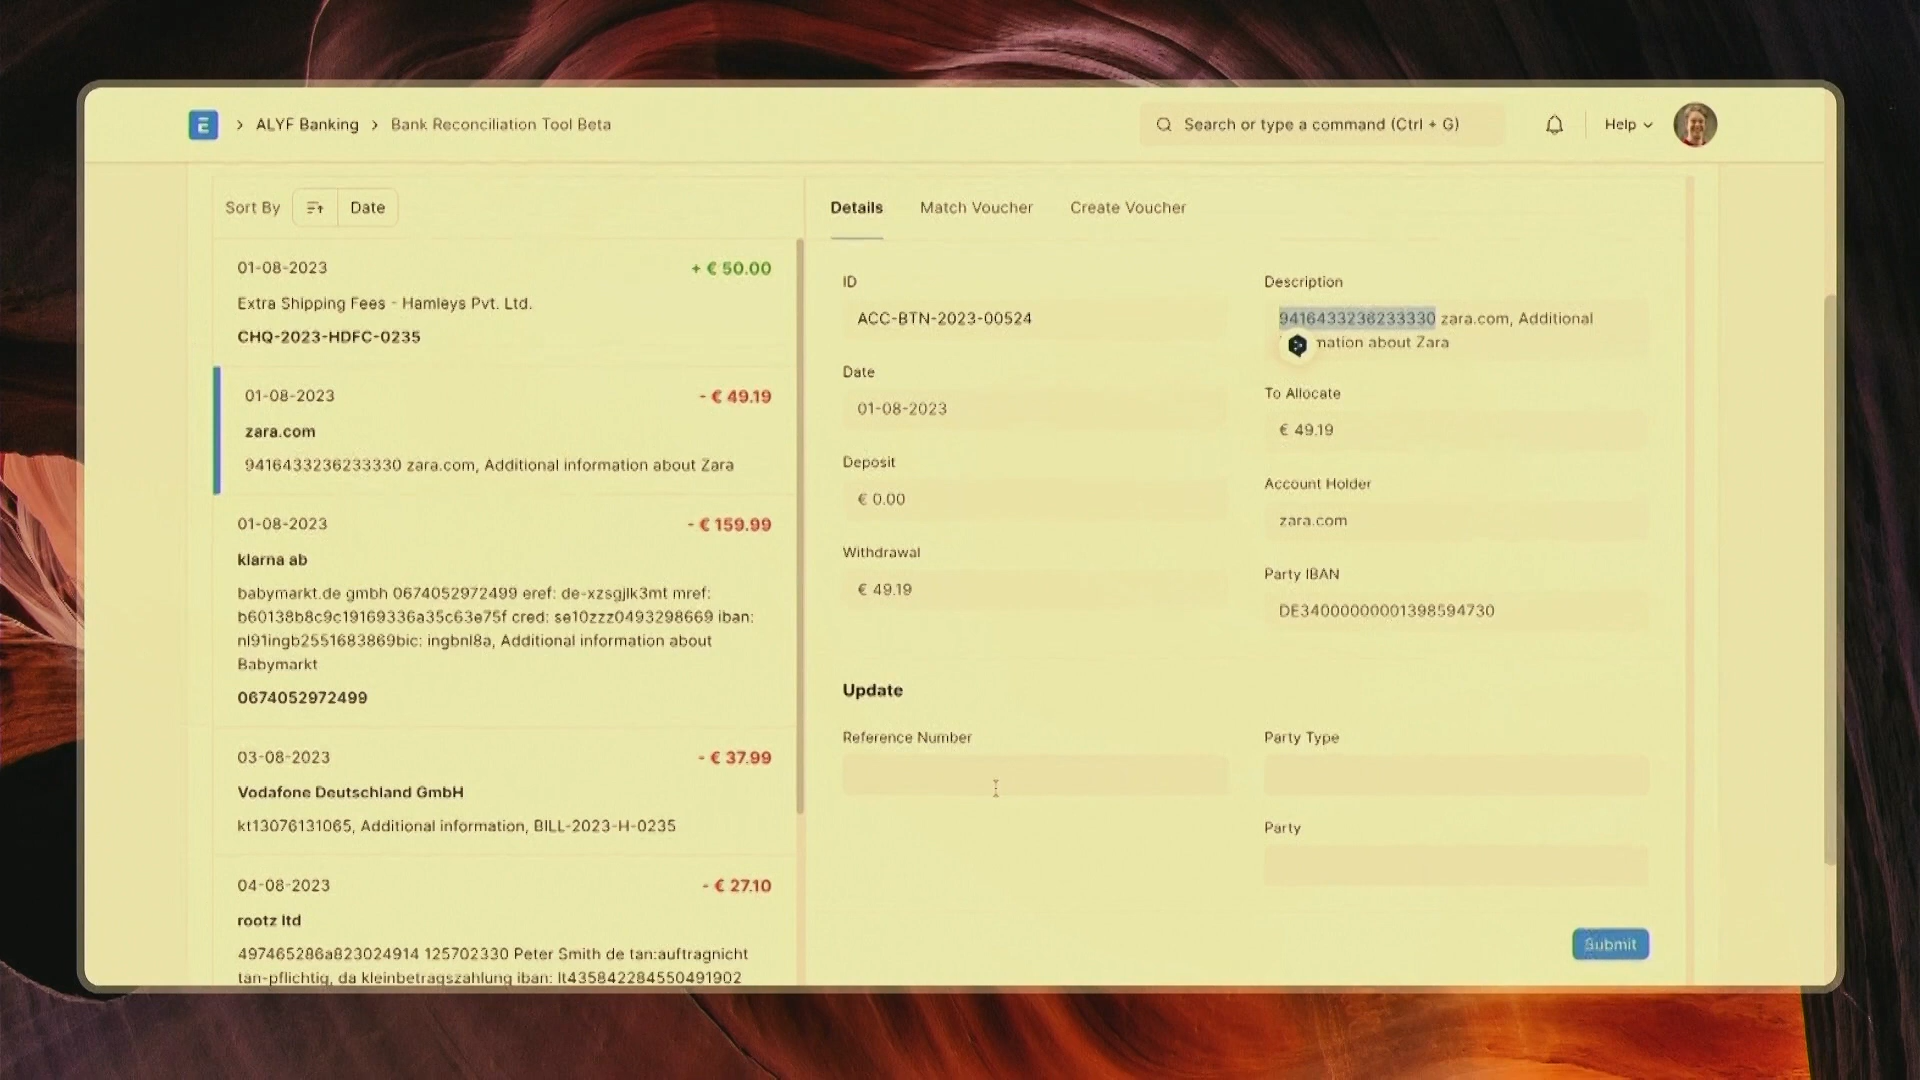 ALYF Banking > Bank Reconciliation Tool Beta
Search or type a command (Ctrl + G)
Help
Sort By
Date
01-08-2023
+ € 50.00
Extra Shipping Fees - Hamleys Pvt. Ltd.
CHQ-2023-HDFC-0235
01-08-2023
- € 49.19
zara.com
9416433236233330 zara.com, Additional information about Zara
01-08-2023
- € 159.99
klarna ab
babymarkt.de gmbh 0674052972499 eref: de-xzsgjlk3mt mref:
b60138b8c9c19169336a35c63e75f cred: se10zzz0493298669 iban:
nl91ingb2551683869bic: ingbnl8a, Additional information about
Babymarkt
0674052972499
03-08-2023
- € 37.99
Vodafone Deutschland GmbH
kt13076131065, Additional information, BILL-2023-H-0235
04-08-2023
- € 27.10
rootz ltd
497465286a823024914 125702330 Peter Smith de tan:auftragnicht
tan-pflichtig, da kleinbetragszahlung iban: lt435842284550491902
Details
Match Voucher
Create Voucher
ID
ACC-BTN-2023-00524
Date
01-08-2023
Deposit
€ 0.00
Withdrawal
€ 49.19
Description
9416433236233330 zara.com, Additional
mation about Zara
To Allocate
€ 49.19
Account Holder
zara.com
Party IBAN
DE34000000001398594730
Update
Reference Number
Party Type
Party
Submit